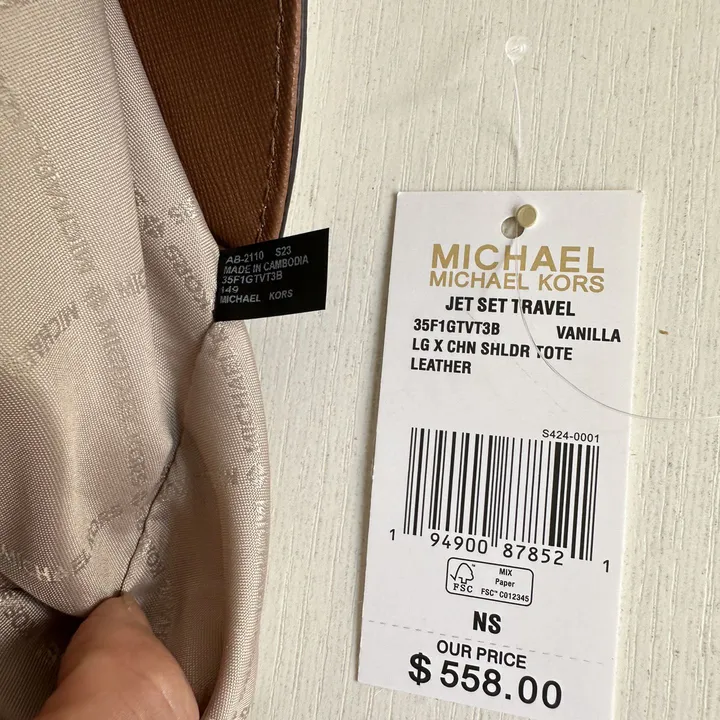 AB-2110 S23
MADE IN CAMBODIA
35F1GTVT3B
149
MICHAEL KORS
MICHAEL
MICHAEL KORS
JET SET TRAVEL
35F1GTVT3B VANILLA
LG X CHN SHLDR TOTE
LEATHER
S424-0001
1 94900 87852 1
FSC
MIX
Paper
FSC™ C012345
NS
OUR PRICE
$558.00